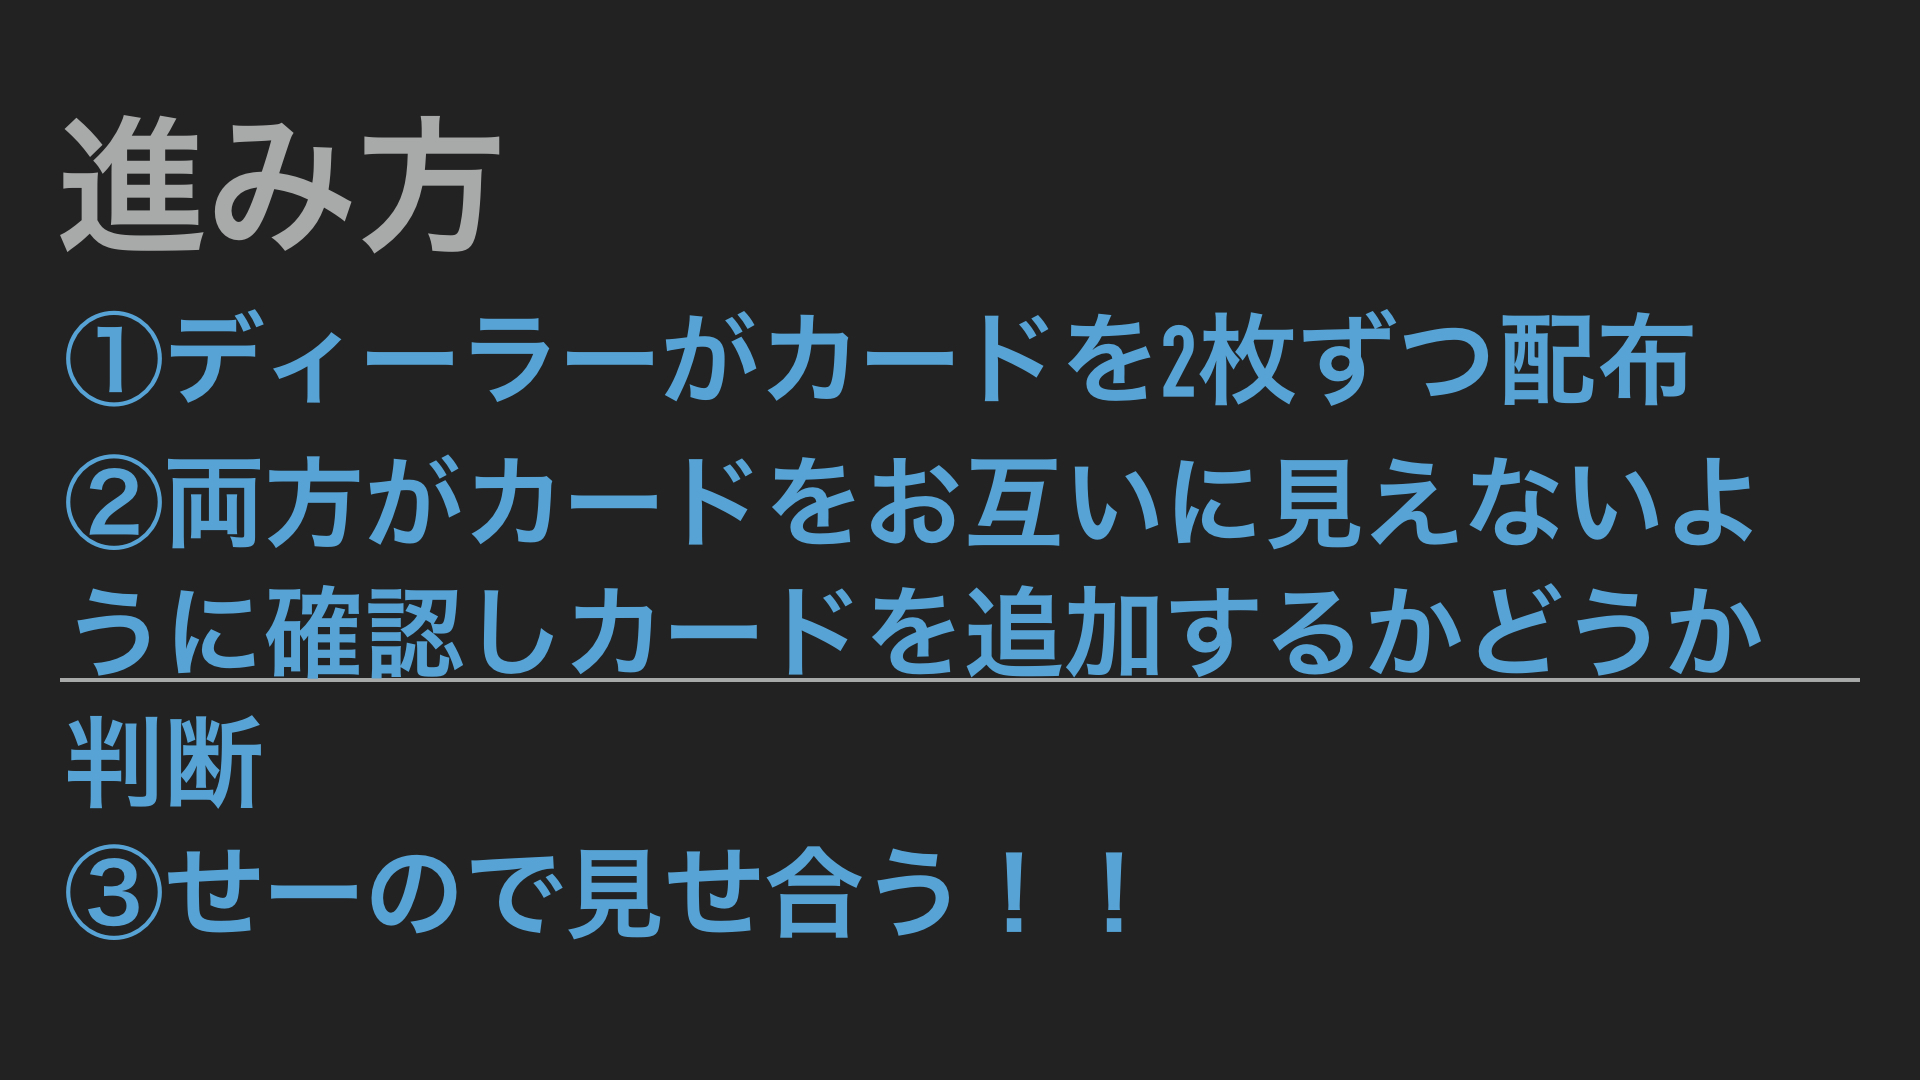 進み方
①ディーラーがカードを2枚ずつ配布
②両方がカードをお互いに見えないよ
うに確認しカードを追加するかどうか
判断
③せーので見せ合う！！